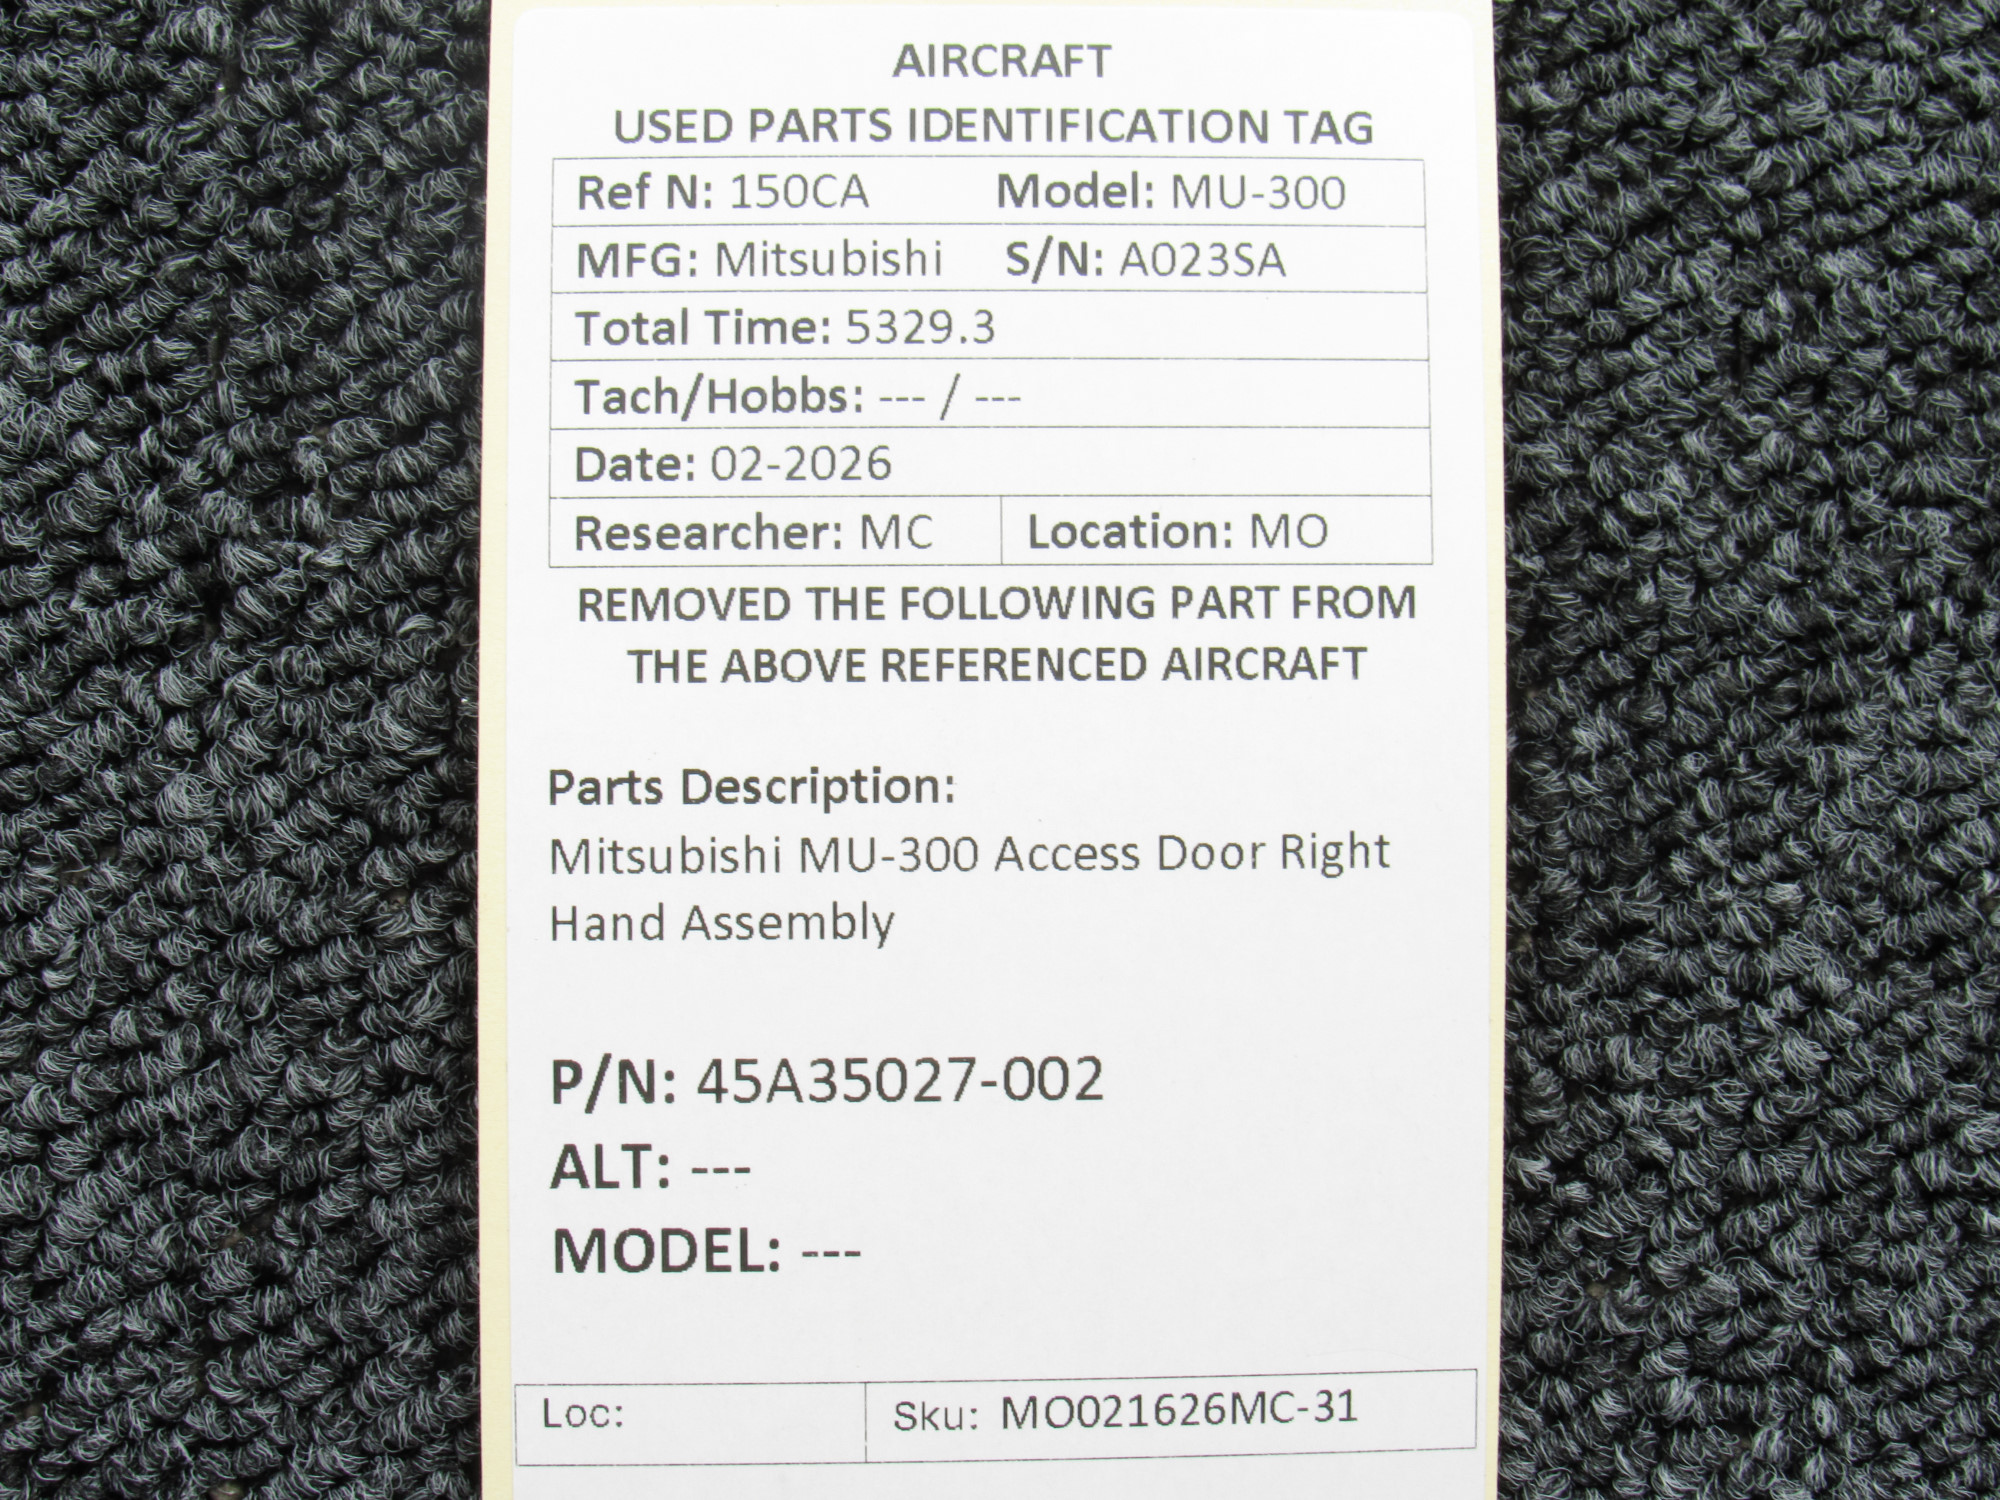 AIRCRAFT
USED PARTS IDENTIFICATION TAG
Ref N: 150CA Model: MU-300
MFG: Mitsubishi S/N: A023SA
Total Time: 5329.3
Tach/Hobbs: --- / ---
Date: 02-2026
Researcher: MC Location: MO
REMOVED THE FOLLOWING PART FROM
THE ABOVE REFERENCED AIRCRAFT
Parts Description:
Mitsubishi MU-300 Access Door Right
Hand Assembly
P/N: 45A35027-002
ALT: ---
MODEL: ---
Loc: Sku: MO021626MC-31